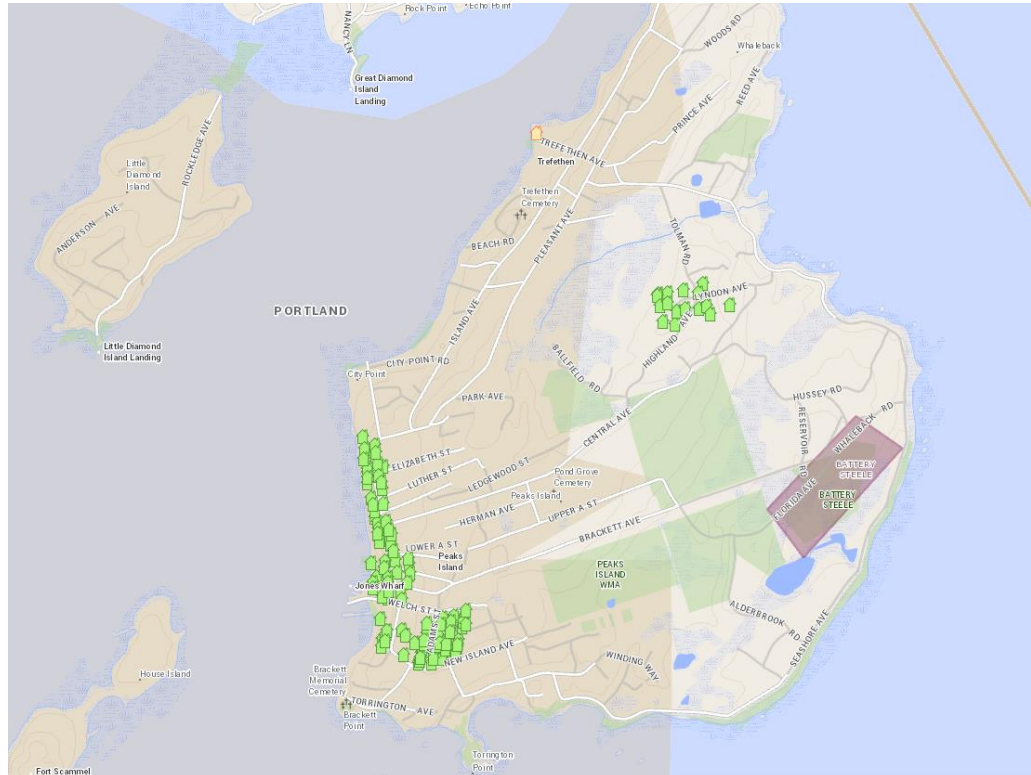 Rock Point
Echo Point
NANCY LN
Great Diamond
Island
Landing
WOODS RD
Whaleback
REED AVE
PRINCE AVE
TREFETHEN AVE
Trefethen
Little
Diamond
Island
ROCKLEDGE AVE
ANDERSON AVE
Trefethen
Cemetery
BEACH RD
PLEASANT AVE
TOLMAN RD
LYNDON AVE
PORTLAND
ISLAND AVE
HIGHLAND AVE
Little Diamond
Island Landing
CITY POINT RD
City Point
BALLFIELD RD
PARK AVE
HUSSEY RD
CENTRAL AVE
RESERVOIR RD
WHALEBACK RD
ELIZABETH ST
LUTHER ST
LEDGEWOOD ST
Pond Grove
Cemetery
BATTERY
STEELE
BATTERY
STEELE
FLORIDA AVE
Peaks Island
HERMAN AVE
UPPER A ST
BRACKETT AVE
LOWER A ST
Peaks
Island
PEAKS
ISLAND
WMA
Jones Wharf
WELCH ST
ADAMS ST
ALDERBROOK RD
SEASHORE AVE
NEW ISLAND AVE
WINDING WAY
House Island
Brackett
Memorial
Cemetery
TORRINGTON AVE
Brackett
Point
Torrington
Point
Fort Scammel